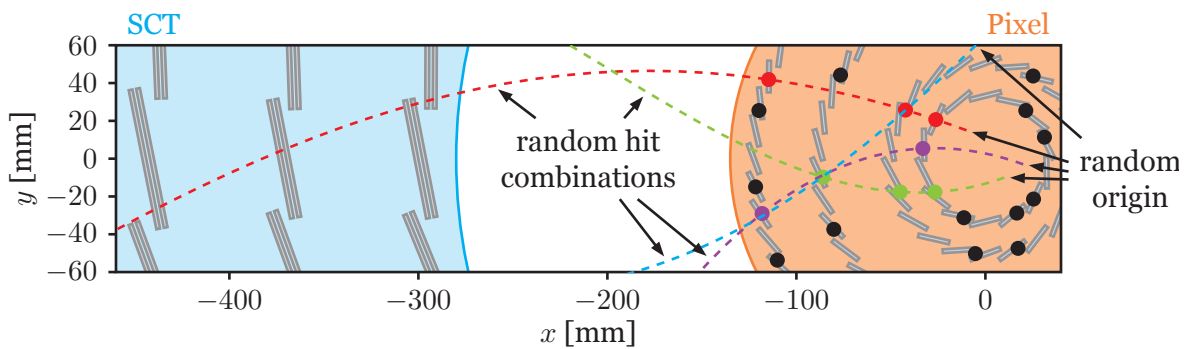 SCT
Pixel
60
40
20
0
−20
−40
−60
y [mm]
random hit
combinations
random
origin
−400
−300
−200
−100
0
x [mm]